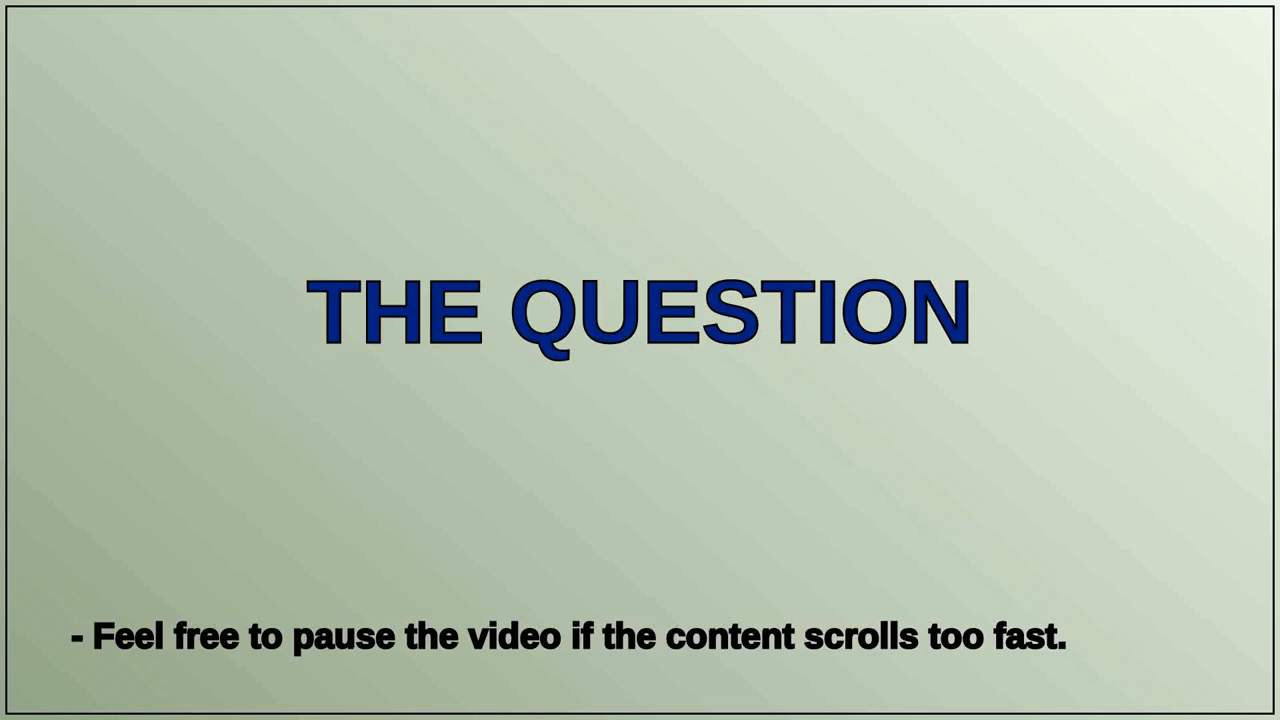 THE QUESTION
- Feel free to pause the video if the content scrolls too fast.